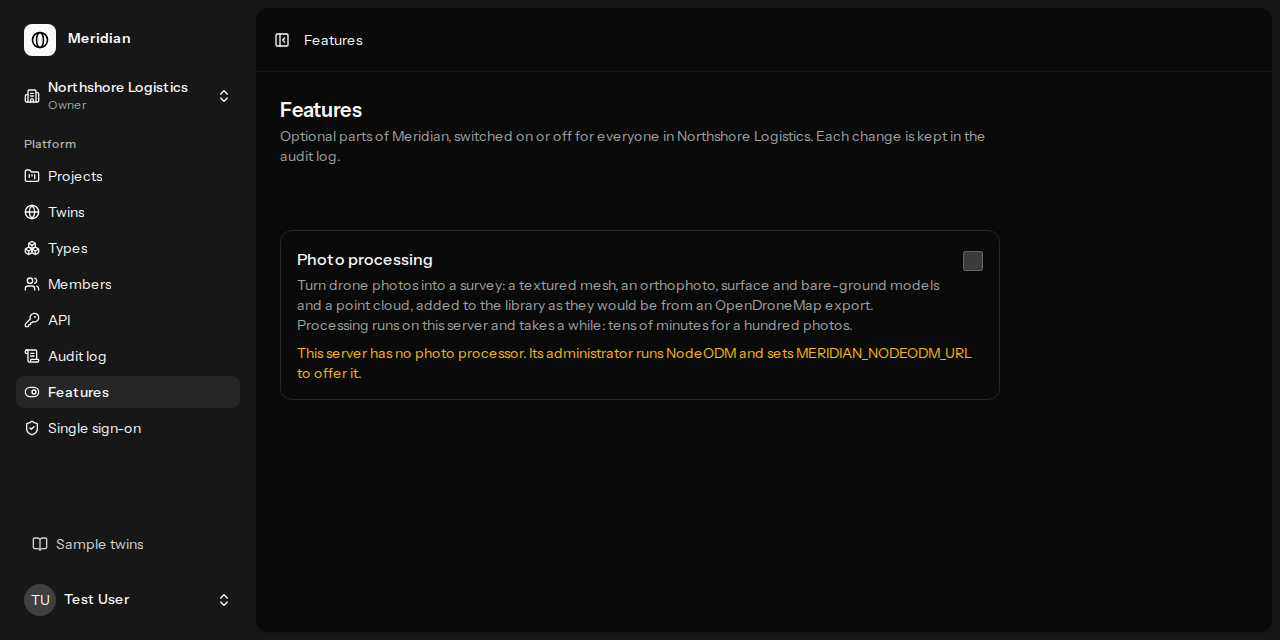 Meridian
Northshore Logistics
Owner
Platform
Projects
Twins
Types
Members
API
Audit log
Features
Single sign-on
Sample twins
TU
Test User
Features
Features
Optional parts of Meridian, switched on or off for everyone in Northshore Logistics. Each change is kept in the
audit log.
Photo processing
Turn drone photos into a survey: a textured mesh, an orthophoto, surface and bare-ground models
and a point cloud, added to the library as they would be from an OpenDroneMap export.
Processing runs on this server and takes a while: tens of minutes for a hundred photos.
This server has no photo processor. Its administrator runs NodeODM and sets MERIDIAN_NODEODM_URL
to offer it.